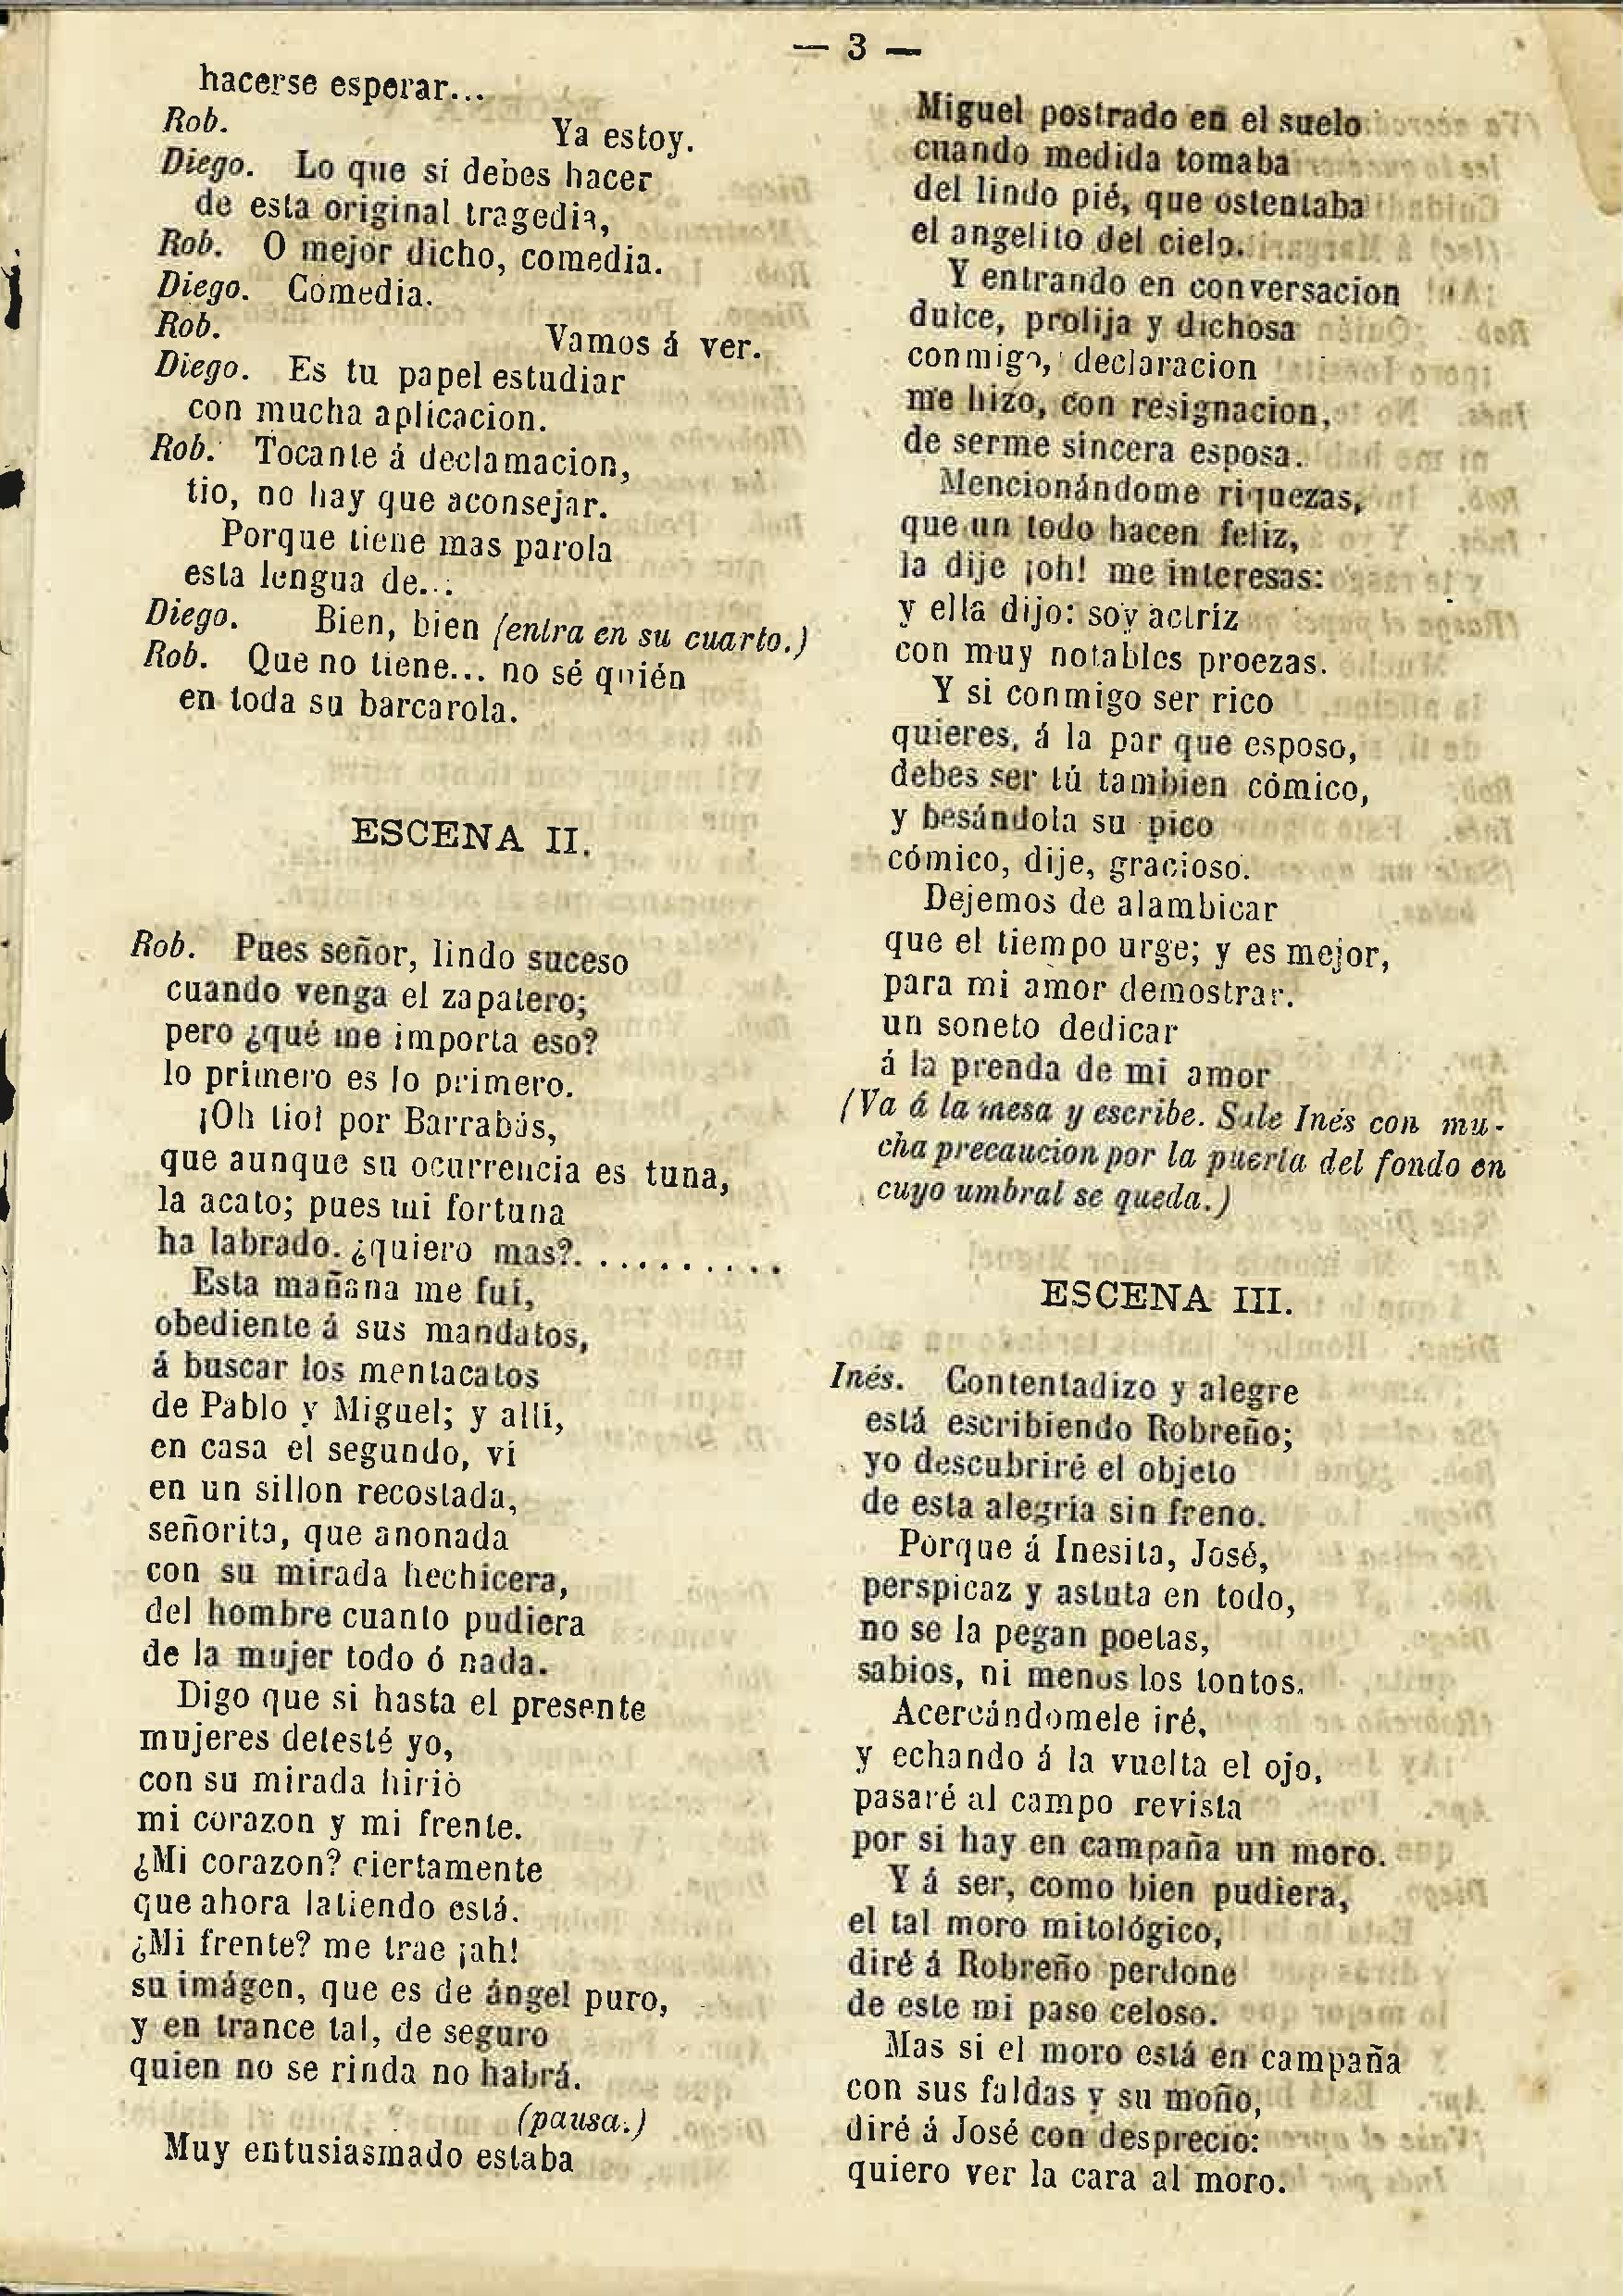 — 3 —
hacerse esperar...
Rob. Ya estoy.
Diego. Lo que sí debes hacer
de esta original tragedia,
Rob. O mejor dicho, comedia.
Diego. Comedia.
Rob. Vamos á ver.
Diego. Es tu papel estudiar
con mucha aplicacion.
Rob. Tocante á declamacion,
tio, no hay que aconsejar.
Porque tiene mas parola
esta lengua de...
Diego. Bien, bien (entra en su cuarto.)
Rob. Que no tiene... no sé quién
en toda su barcarola.
ESCENA II.
Rob. Pues señor, lindo suceso
cuando venga el zapatero;
pero ¿qué me importa eso?
lo primero es lo primero.
¡Oh tio! por Barrabás,
que aunque su ocurrencia es tuna,
la acato; pues mi fortuna
ha labrado. ¿quiero mas?..........
Esta mañana me fuí,
obediente á sus mandatos,
á buscar los mentacatos
de Pablo y Miguel; y allí,
en casa el segundo, vi
en un sillon recostada,
señorita, que anonada
con su mirada hechicera,
del hombre cuanto pudiera
de la mujer todo ó nada.
Digo que si hasta el presente
mujeres detesté yo,
con su mirada hirió
mi corazon y mi frente.
¿Mi corazon? ciertamente
que ahora latiendo está.
¿Mi frente? me trae ¡ah!
su imágen, que es de ángel puro,
y en trance tal, de seguro
quien no se rinda no habrá.
(pausa.)
Muy entusiasmado estaba
Miguel postrado en el suelo
cuando medida tomaba
del lindo pié, que ostentaba
el angelito del cielo.
Y entrando en conversacion
dulce, prolija y dichosa
conmigo, declaracion
me hizo, con resignacion,
de serme sincera esposa.
Mencionándome riquezas,
que un todo hacen feliz,
la dije ¡oh! me interesas:
y ella dijo: soy actriz
con muy notables proezas.
Y si conmigo ser rico
quieres, á la par que esposo,
debes ser tú tambien cómico,
y besándola su pico
cómico, dije, gracioso.
Dejemos de alambicar
que el tiempo urge; y es mejor,
para mi amor demostrar.
un soneto dedicar
á la prenda de mi amor
(Va á la mesa y escribe. Sale Inés con mu-
cha precaucion por la puerta del fondo en
cuyo umbral se queda.)
ESCENA III.
Inés. Contentadizo y alegre
está escribiendo Robreño;
yo descubriré el objeto
de esta alegría sin freno.
Porque á Inesita, José,
perspicaz y astuta en todo,
no se la pegan poetas,
sabios, ni menos los tontos.
Acercándomele iré,
y echando á la vuelta el ojo,
pasaré al campo revista
por si hay en campaña un moro.
Y á ser, como bien pudiera,
el tal moro mitológico,
diré á Robreño perdone
de este mi paso celoso.
Mas si el moro está en campaña
con sus faldas y su moño,
diré á José con desprecio:
quiero ver la cara al moro.